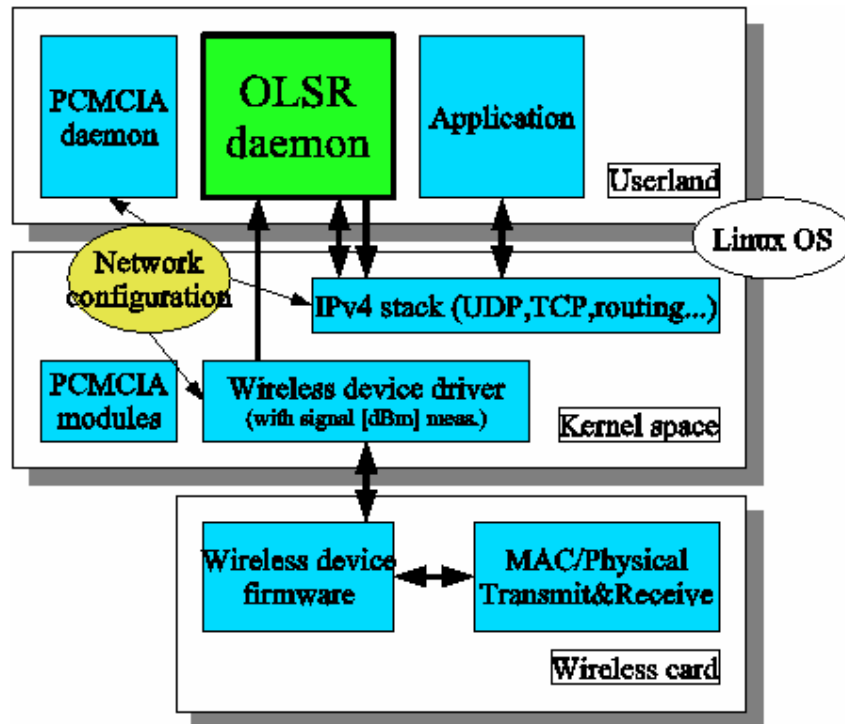 PCMCIA
daemon
OLSR
daemon
Application
Userland
Linux OS
Network
configuration
IPv4 stack (UDP,TCP,routing...)
PCMCIA
modules
Wireless device driver
(with signal [dBm] meas.)
Kernel space
Wireless device
firmware
MAC/Physical
Transmit&Receive
Wireless card